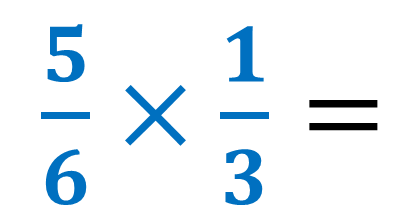 5/6 × 1/3 =